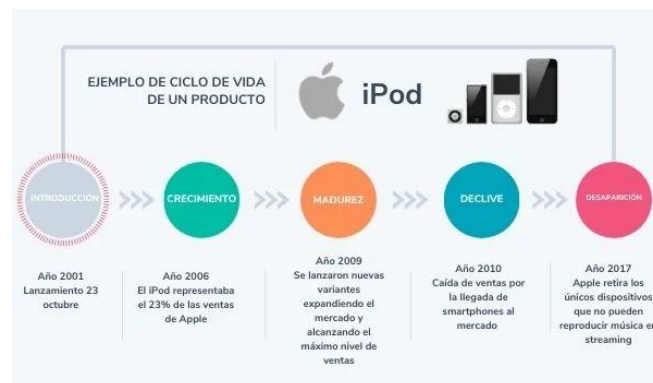 EJEMPLO DE CICLO DE VIDA
DE UN PRODUCTO
iPod
INTRODUCCIÓN
CRECIMIENTO
MADUREZ
DECLIVE
DESAPARICIÓN
Año 2001
Lanzamiento 23
octubre
Año 2006
El iPod representaba
el 23% de las ventas
de Apple
Año 2009
Se lanzaron nuevas
variantes
expandiendo el
mercado y
alcanzando el
máximo nivel de
ventas
Año 2010
Caída de ventas por
la llegada de
smartphones al
mercado
Año 2017
Apple retira los
únicos dispositivos
que no pueden
reproducir música en
streaming